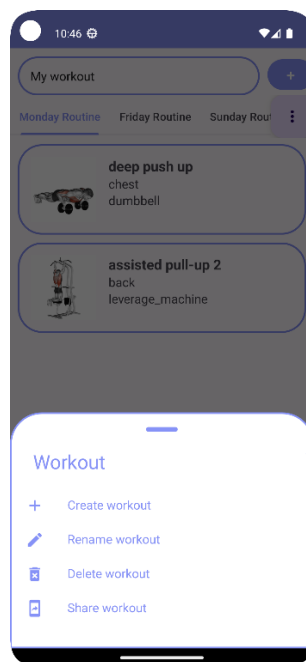 10:46
My workout
+
Monday Routine Friday Routine Sunday Rout
deep push up
chest
dumbbell
assisted pull-up 2
back
leverage_machine
Workout
Create workout
Rename workout
Delete workout
Share workout